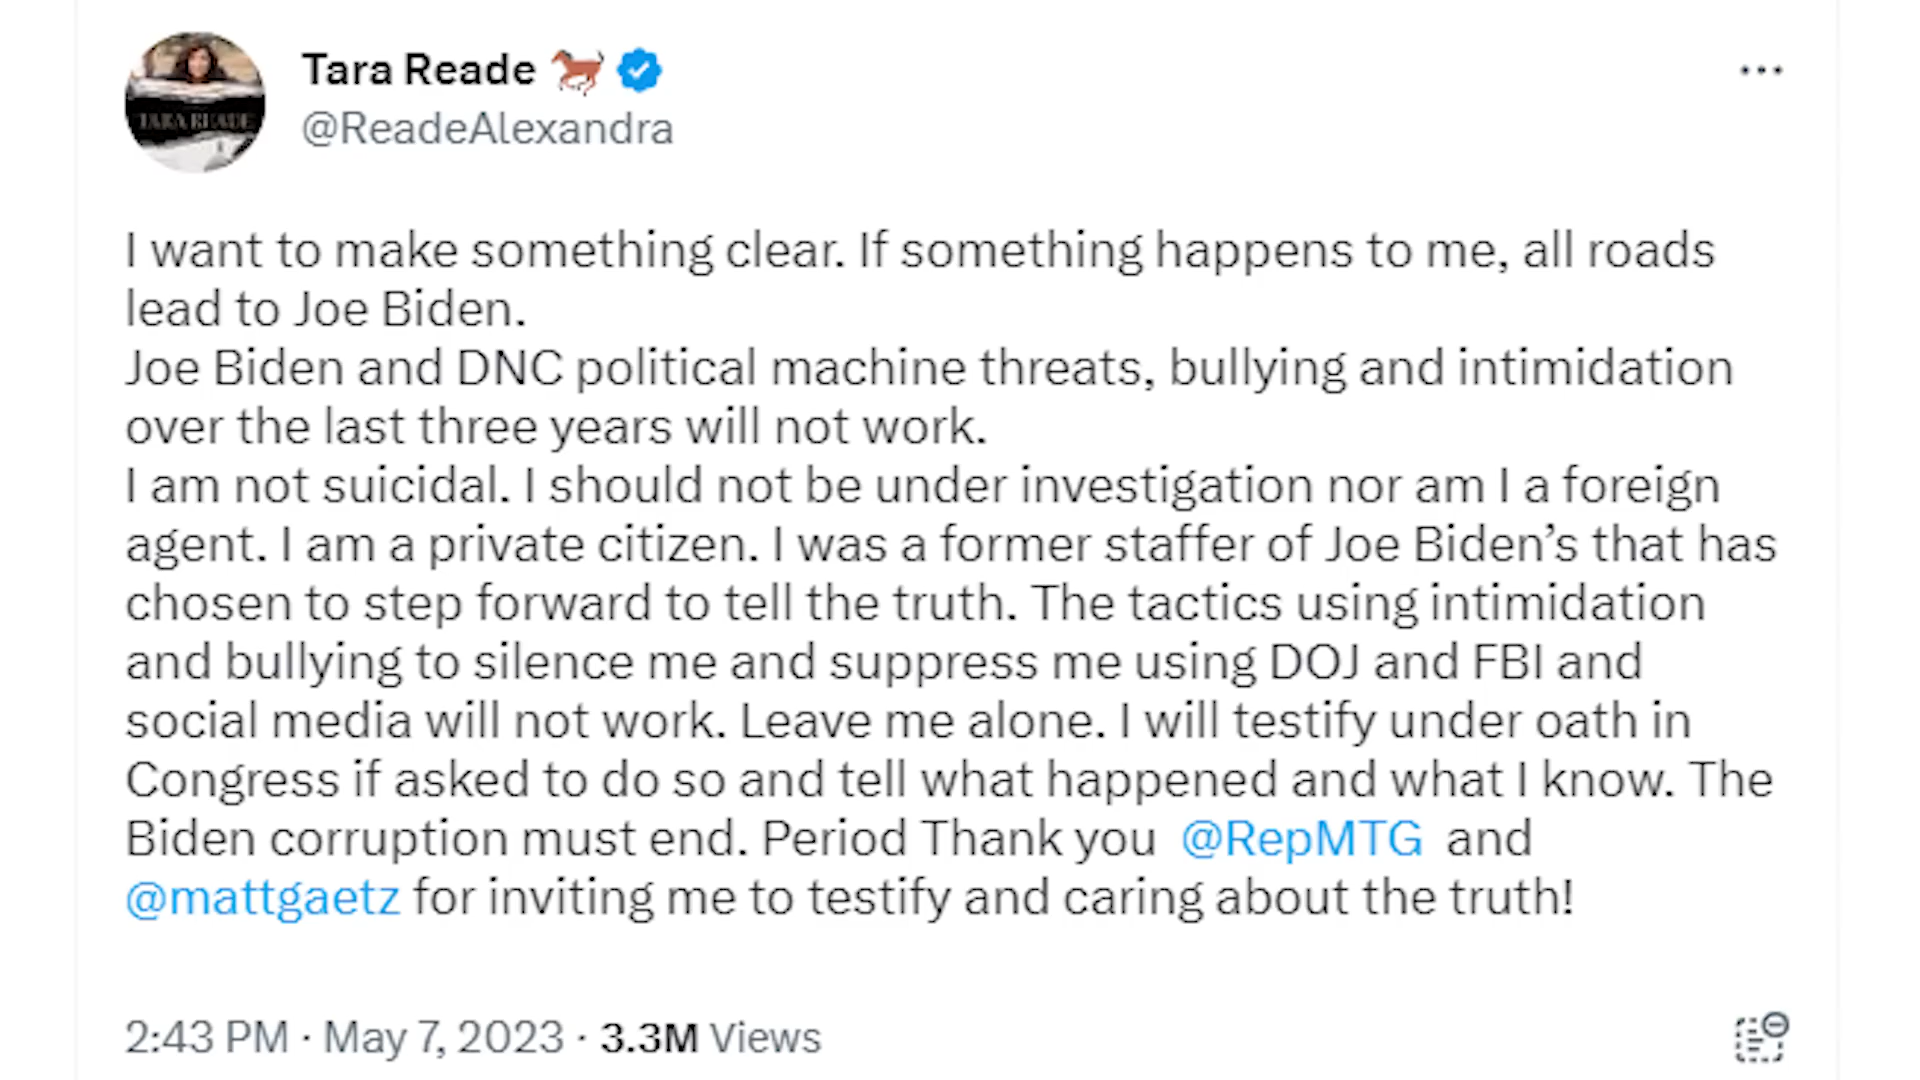 Tara Reade
@ReadeAlexandra
TARA READE
I want to make something clear. If something happens to me, all roads
lead to Joe Biden.
Joe Biden and DNC political machine threats, bullying and intimidation
over the last three years will not work.
I am not suicidal. I should not be under investigation nor am I a foreign
agent. I am a private citizen. I was a former staffer of Joe Biden’s that has
chosen to step forward to tell the truth. The tactics using intimidation
and bullying to silence me and suppress me using DOJ and FBI and
social media will not work. Leave me alone. I will testify under oath in
Congress if asked to do so and tell what happened and what I know. The
Biden corruption must end. Period Thank you @RepMTG and
@mattgaetz for inviting me to testify and caring about the truth!
2:43 PM · May 7, 2023 · 3.3M Views